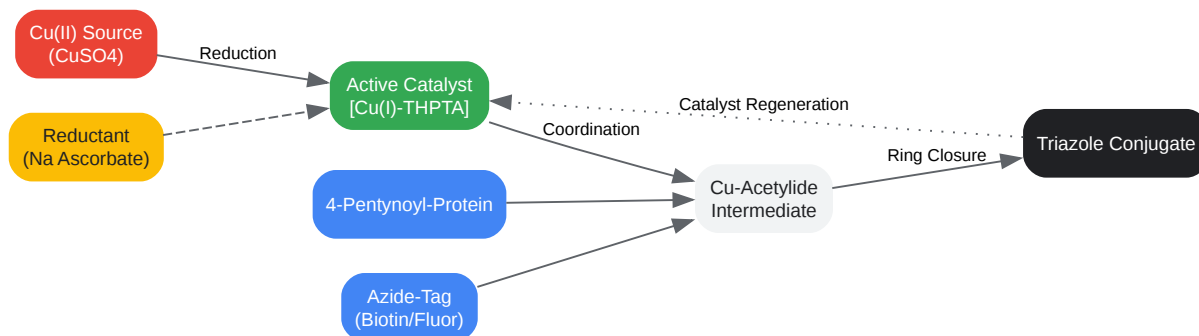 Cu(II) Source
(CuSO4)
Reduction
Reductant
(Na Ascorbate)
Active Catalyst
[Cu(I)-THPTA]
Catalyst Regeneration
Coordination
4-Pentynoyl-Protein
Azide-Tag
(Biotin/Fluor)
Cu-Acetylide
Intermediate
Ring Closure
Triazole Conjugate